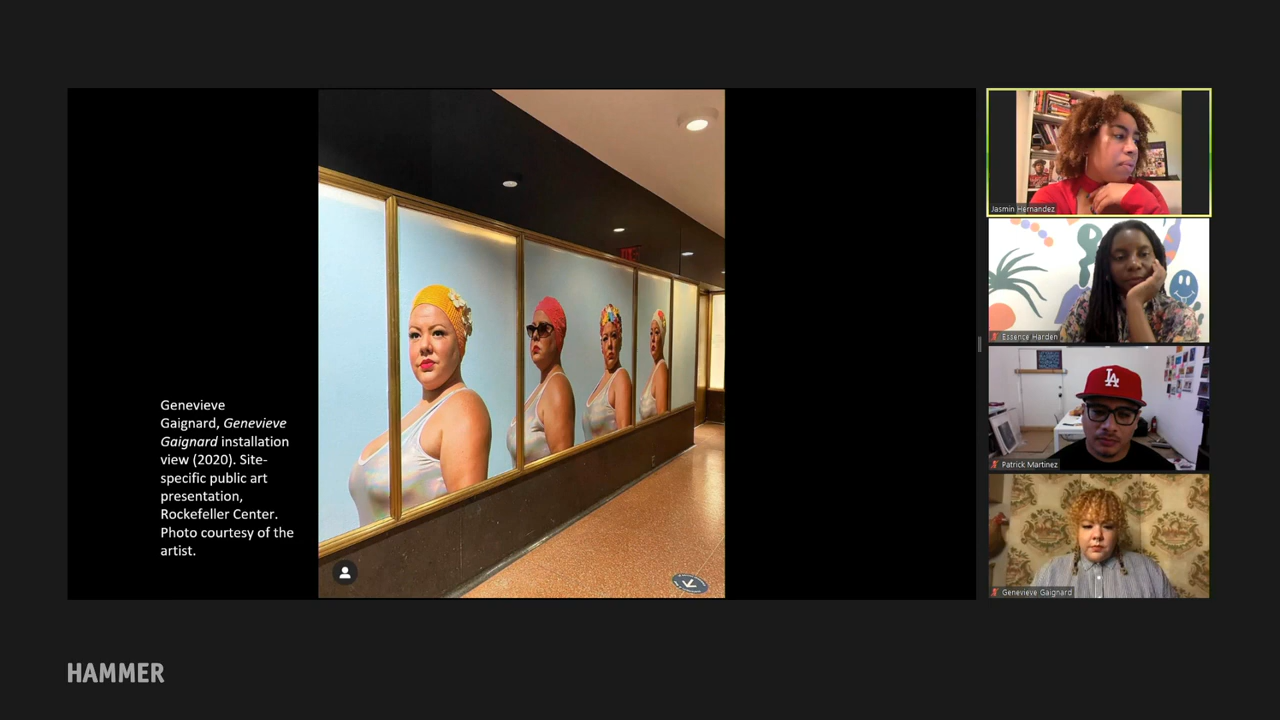 Genevieve
Gaignard, Genevieve
Gaignard installation
view (2020). Site-
specific public art
presentation,
Rockefeller Center.
Photo courtesy of the
artist.
Jasmin Hernandez
Essence Harden
LA
Patrick Martinez
Genevieve Gaignard
HAMMER